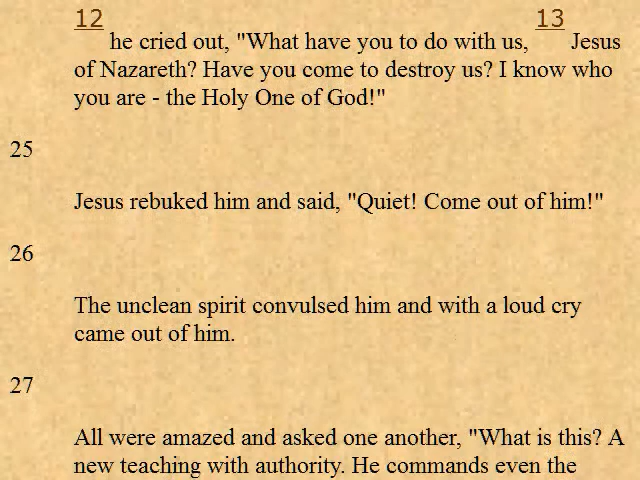 12 he cried out, "What have you to do with us, 13 Jesus
of Nazareth? Have you come to destroy us? I know who
you are - the Holy One of God!"
25
Jesus rebuked him and said, "Quiet! Come out of him!"
26
The unclean spirit convulsed him and with a loud cry
came out of him.
27
All were amazed and asked one another, "What is this? A
new teaching with authority. He commands even the